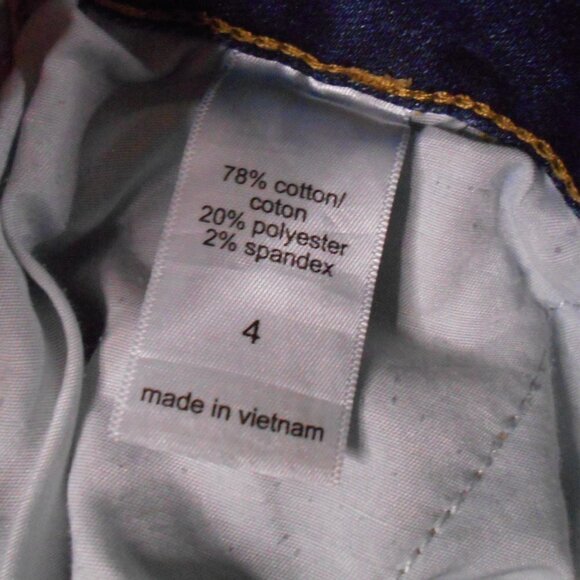 78% cotton/
coton
20% polyester
2% spandex
4
made in vietnam